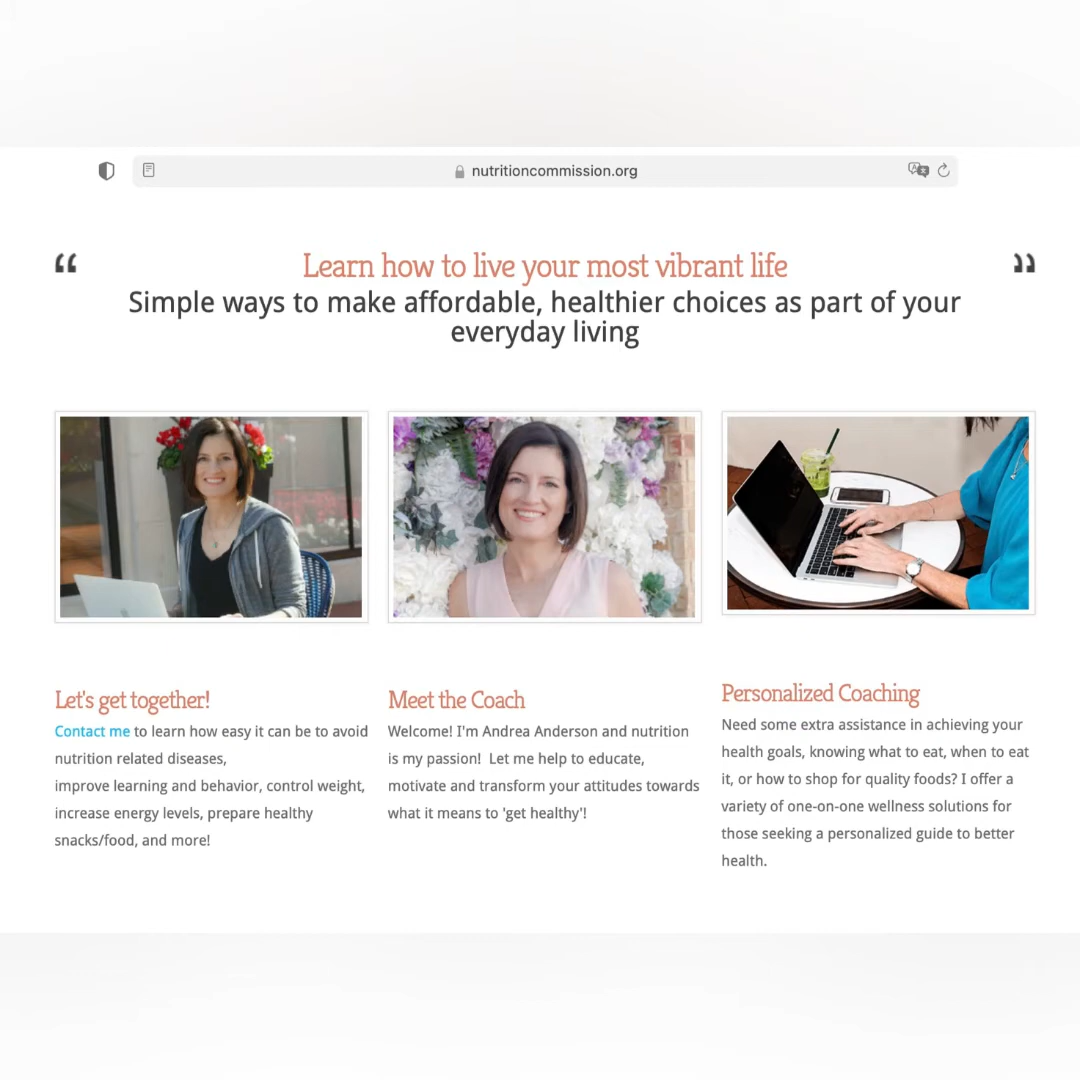 nutritioncommission.org
“
Learn how to live your most vibrant life
”
Simple ways to make affordable, healthier choices as part of your
everyday living
Let's get together!
Contact me to learn how easy it can be to avoid
nutrition related diseases,
improve learning and behavior, control weight,
increase energy levels, prepare healthy
snacks/food, and more!
Meet the Coach
Welcome! I'm Andrea Anderson and nutrition
is my passion!  Let me help to educate,
motivate and transform your attitudes towards
what it means to 'get healthy'!
Personalized Coaching
Need some extra assistance in achieving your
health goals, knowing what to eat, when to eat
it, or how to shop for quality foods? I offer a
variety of one-on-one wellness solutions for
those seeking a personalized guide to better
health.